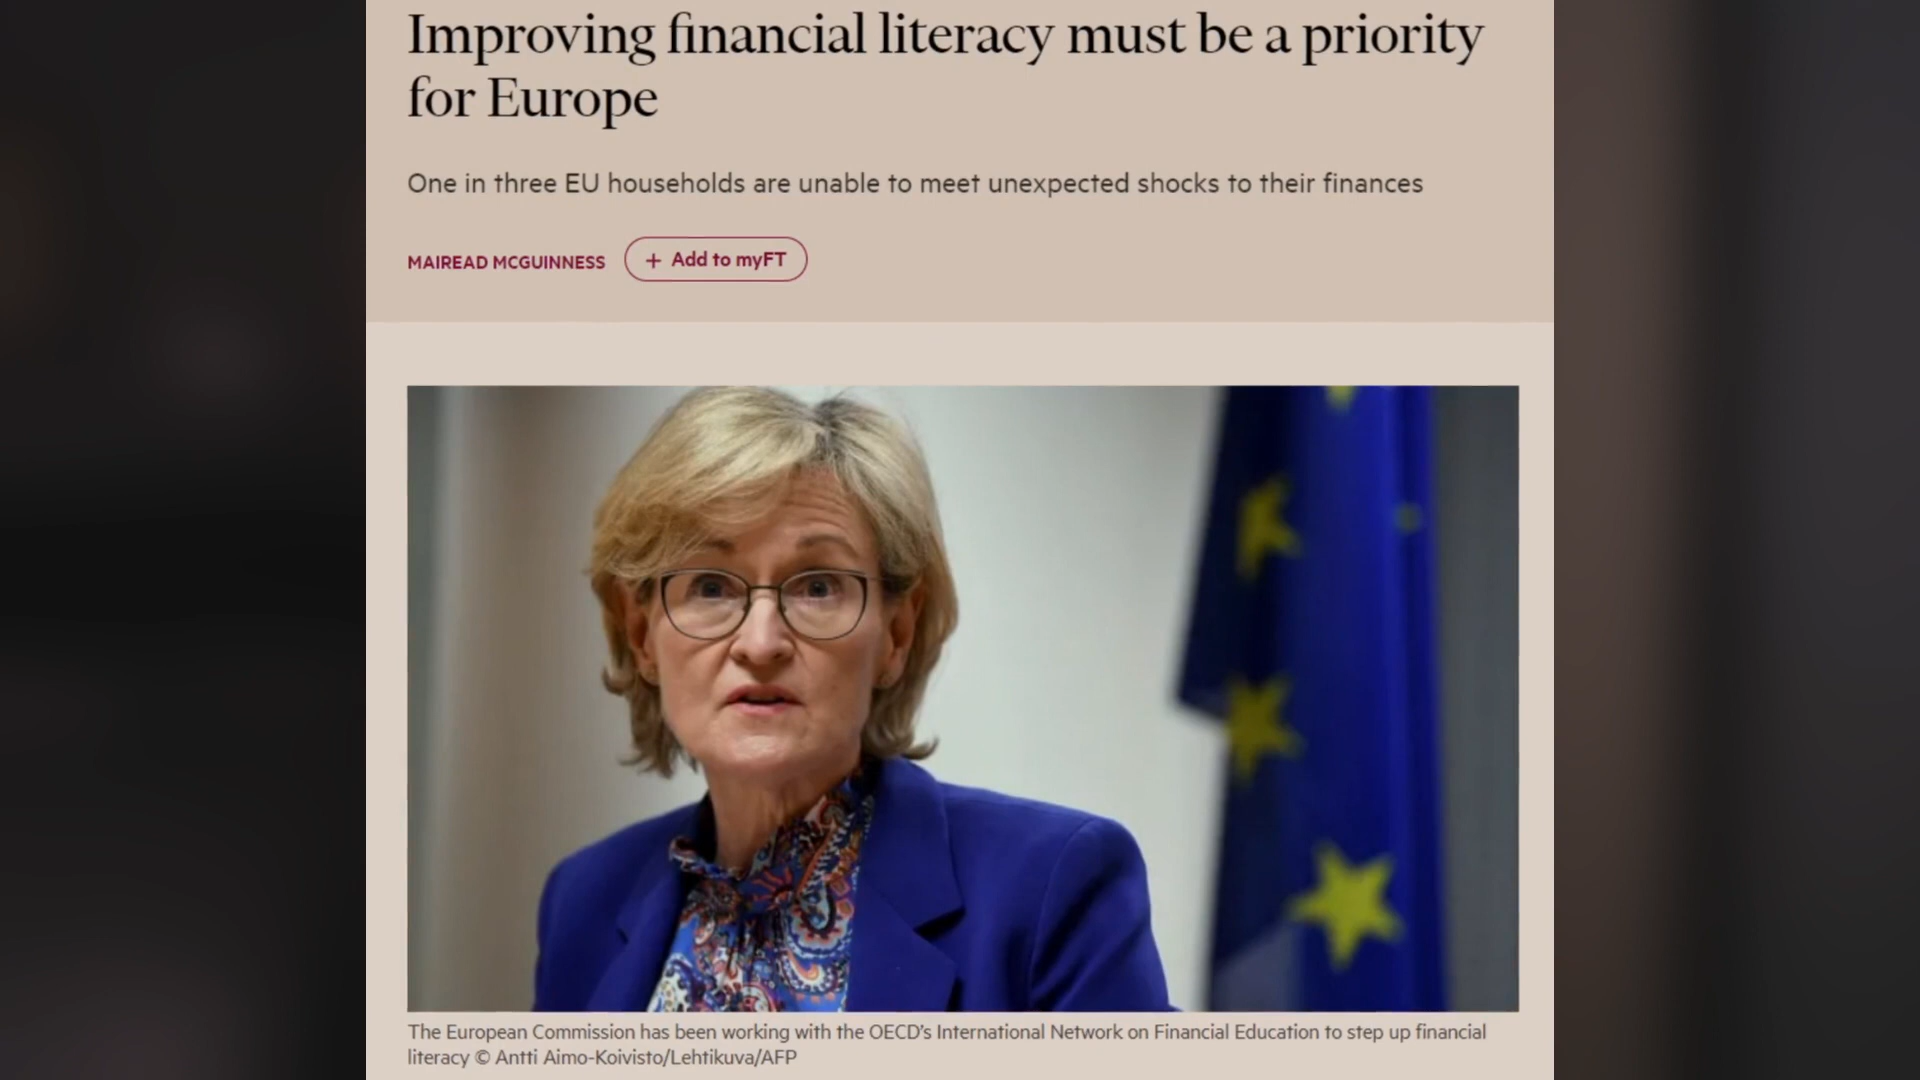 Improving financial literacy must be a priority
for Europe
One in three EU households are unable to meet unexpected shocks to their finances
MAIREAD MCGUINNESS
+ Add to myFT
The European Commission has been working with the OECD's International Network on Financial Education to step up financial
literacy © Antti Aimo-Koivisto/Lehtikuva/AFP